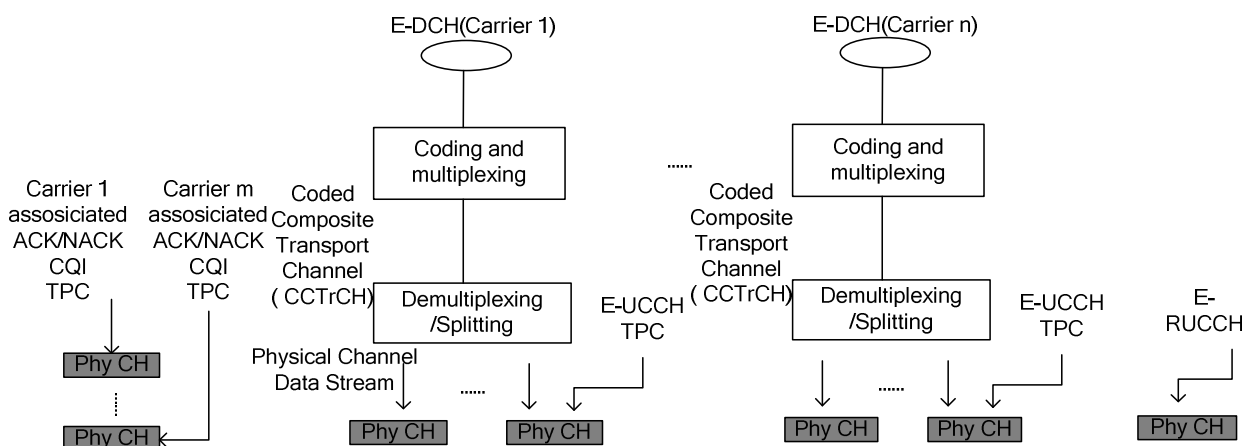 E-DCH(Carrier 1)
E-DCH(Carrier n)
Coding and
multiplexing
......
Coding and
multiplexing
Carrier 1
assosiciated
ACK/NACK
CQI
TPC
Carrier m
assosiciated
ACK/NACK
CQI
TPC
Coded
Composite
Transport
Channel
( CCTrCH)
Coded
Composite
Transport
Channel
( CCTrCH)
Demultiplexing
/Splitting
E-UCCH
TPC
Demultiplexing
/Splitting
E-UCCH
TPC
E-
RUCCH
Physical Channel
Data Stream
......
......
Phy CH
Phy CH
Phy CH
Phy CH
Phy CH
Phy CH
Phy CH